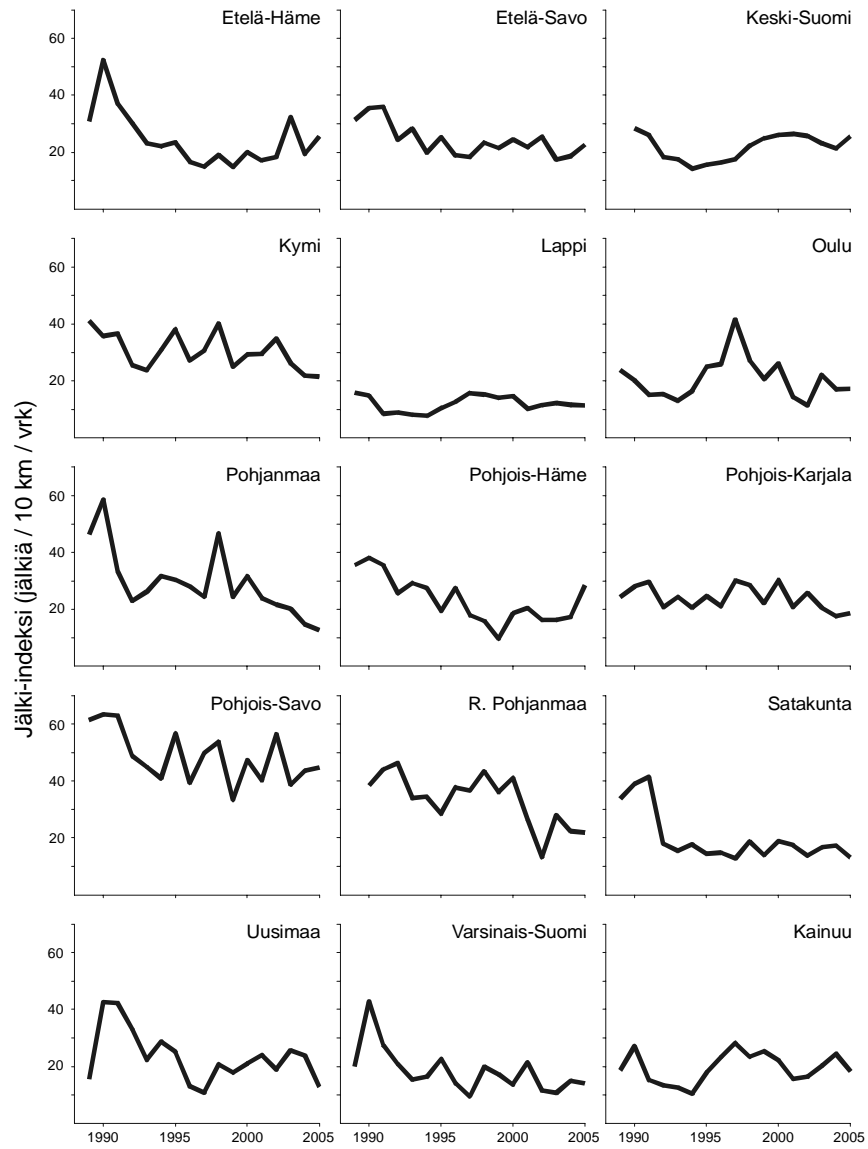 Jälki-indeksi (jälkiä / 10 km / vrk)
Etelä-Häme Etelä-Savo Keski-Suomi
60
40
20
Kymi Lappi Oulu
60
40
20
Pohjanmaa Pohjois-Häme Pohjois-Karjala
60
40
20
Pohjois-Savo R. Pohjanmaa Satakunta
60
40
20
Uusimaa Varsinais-Suomi Kainuu
60
40
20
1990 1995 2000 2005 1990 1995 2000 2005 1990 1995 2000 2005